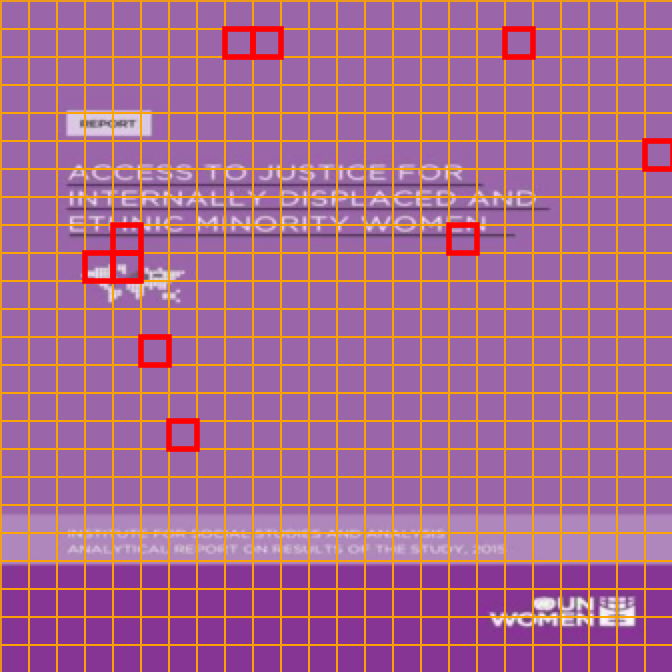 REPORT
ACCESS TO JUSTICE FOR
INTERNALLY DISPLACED AND
ETHNIC MINORITY WOMEN
INSTITUTE FOR SOCIAL STUDIES AND ANALYSIS
ANALYTICAL REPORT ON RESULTS OF THE STUDY, 2015
UN
WOMEN